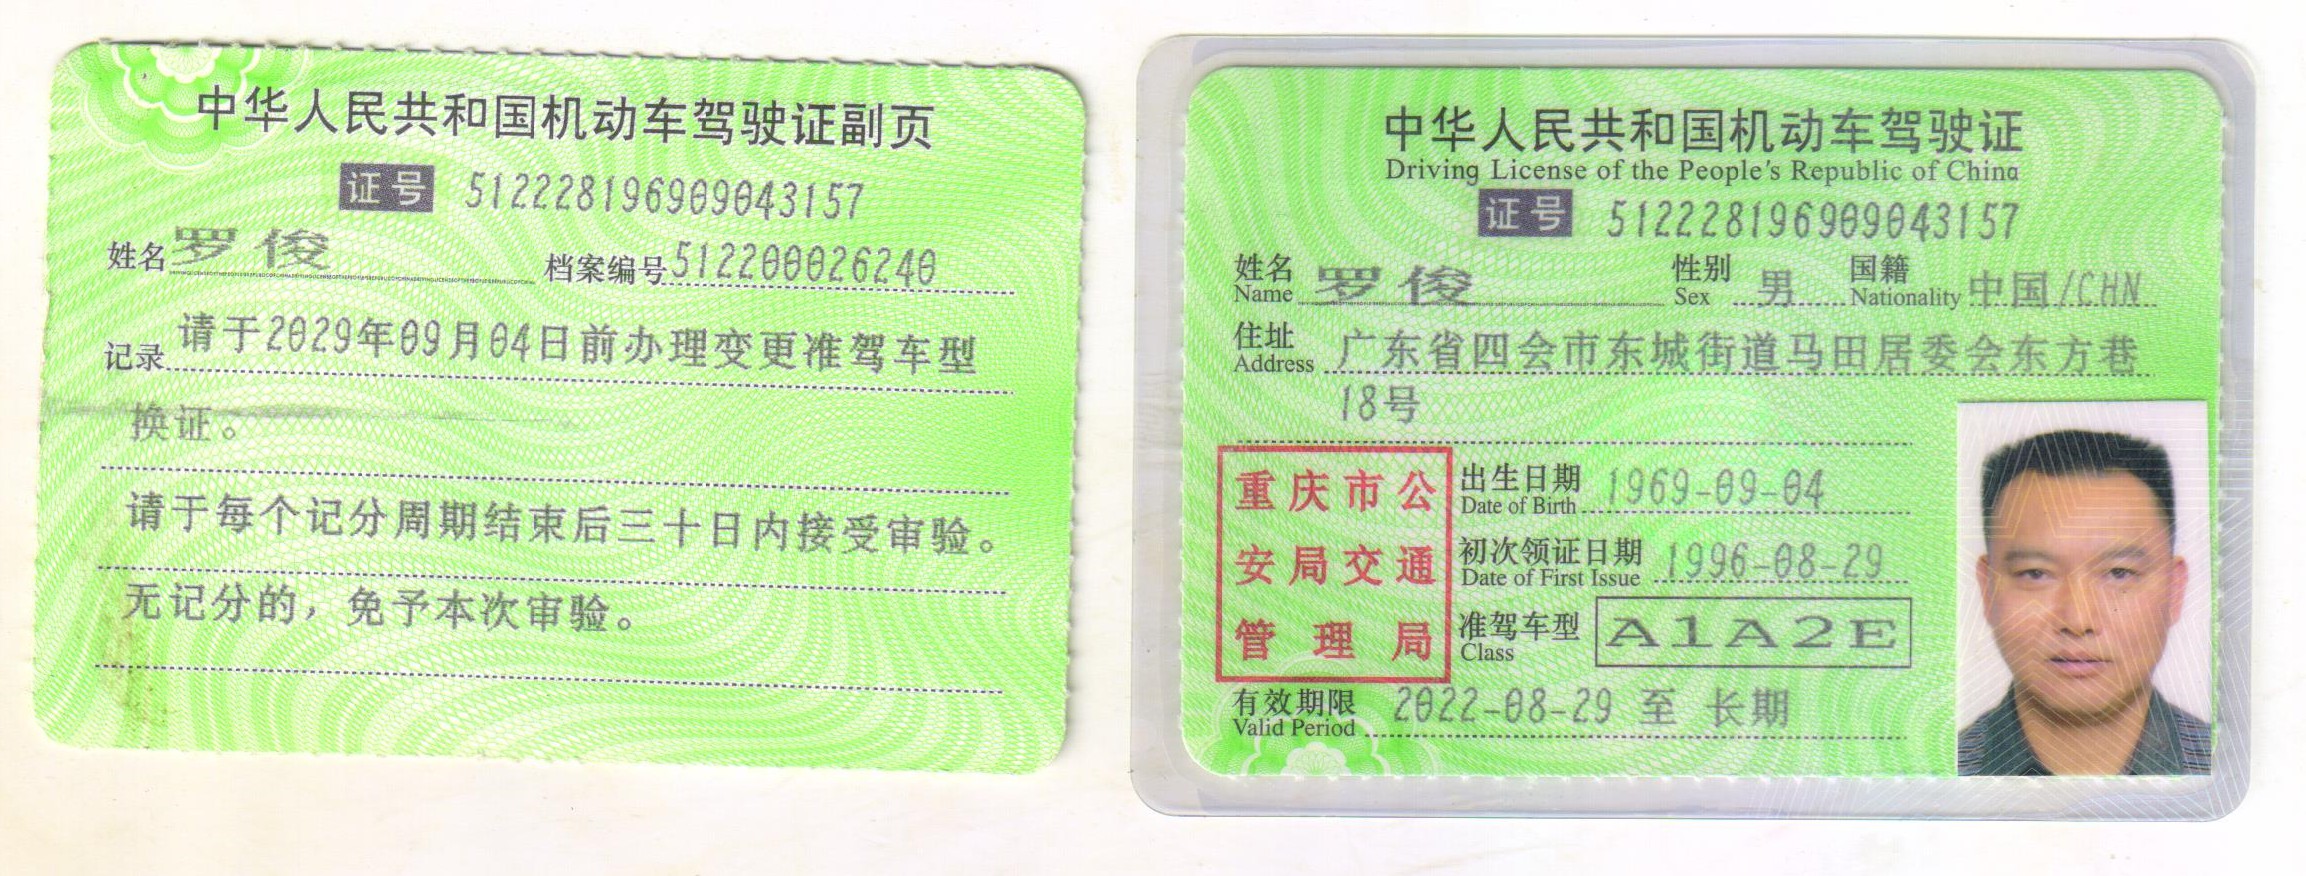 中华人民共和国机动车驾驶证副页
证号 512228196909043157
姓名 罗俊 档案编号 512200026240
记录 请于2029年09月04日前办理变更准驾车型
换证。
请于每个记分周期结束后三十日内接受审验。
无记分的，免予本次审验。
中华人民共和国机动车驾驶证
Driving License of the People's Republic of China
证号 512228196909043157
姓名 罗俊 性别 男 国籍 中国/CHN
Name Sex Nationality
住址 广东省四会市东城街道马田居委会东方巷
Address
18号
重庆市公
安局交通
管理局
出生日期 1969-09-04
Date of Birth
初次领证日期 1996-08-29
Date of First Issue
准驾车型 A1A2E
Class
有效期限 2022-08-29 至 长期
Valid Period